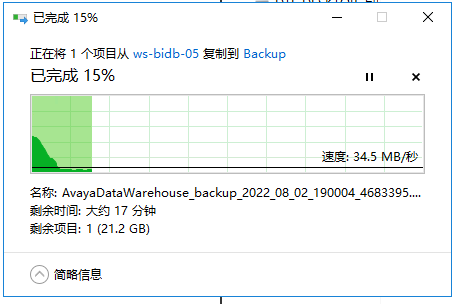 已完成 15%
正在将 1 个项目从 ws-bidb-05 复制到 Backup
已完成 15%
速度: 34.5 MB/秒
名称: AvayaDataWarehouse_backup_2022_08_02_190004_4683395....
剩余时间: 大约 17 分钟
剩余项目: 1 (21.2 GB)
简略信息